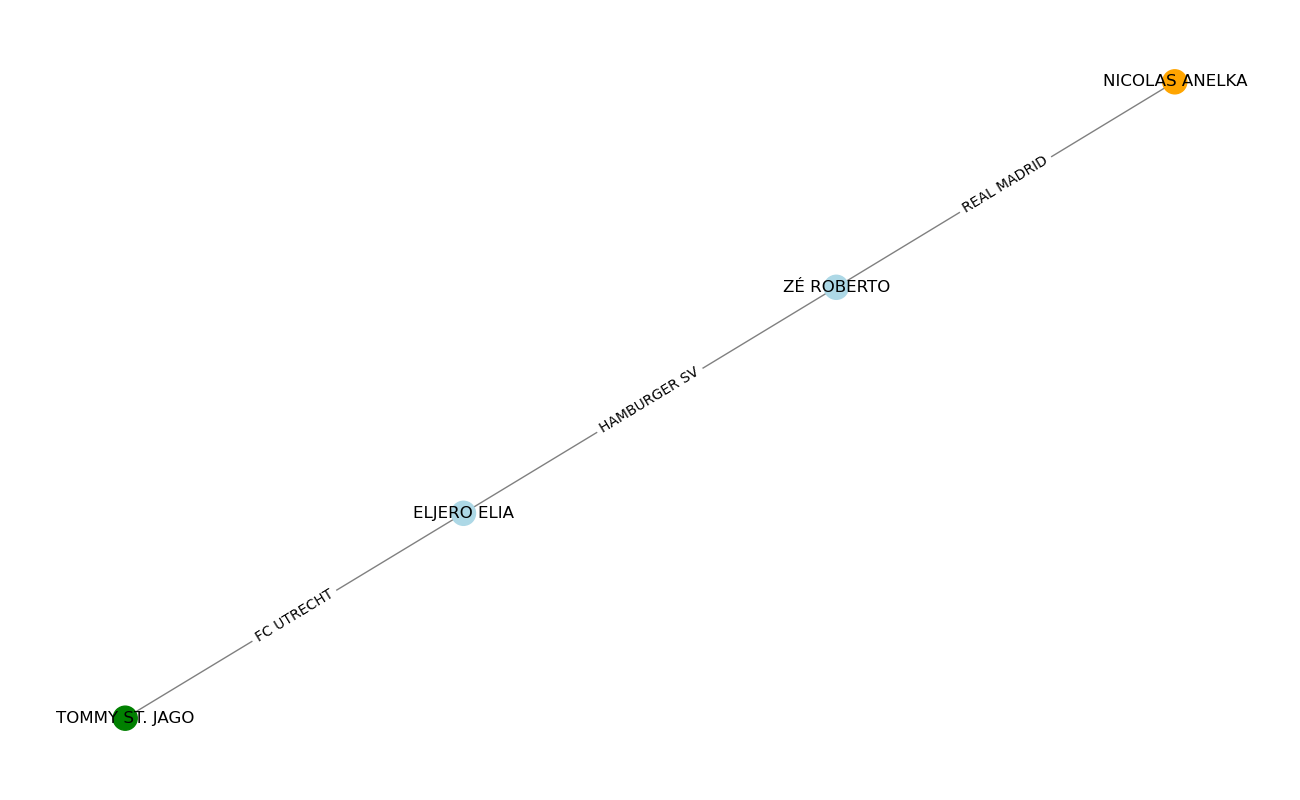 NICOLAS ANELKA
REAL MADRID
ZÉ ROBERTO
HAMBURGER SV
ELJERO ELIA
FC UTRECHT
TOMMY ST. JAGO